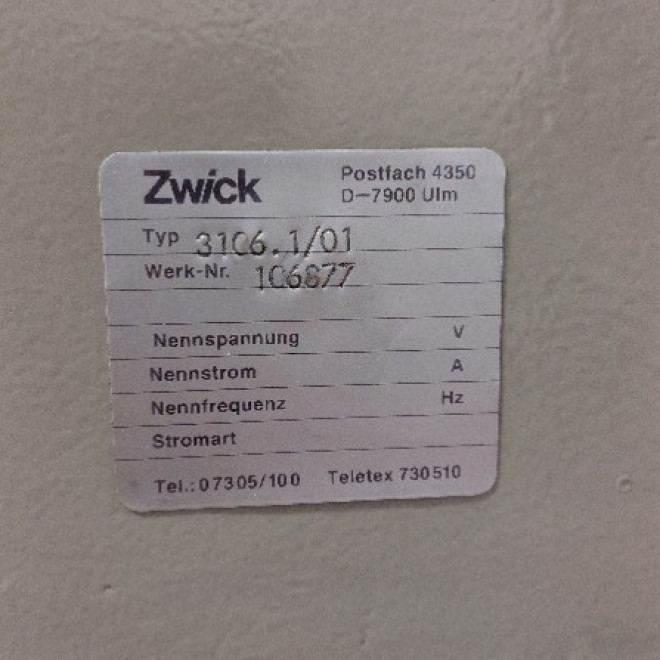 Zwick Postfach 4350
D-7900 Ulm
Typ 3106.1/01
Werk-Nr. 106877
Nennspannung V
Nennstrom A
Nennfrequenz Hz
Stromart
Tel.: 07305/100 Teletex 730510